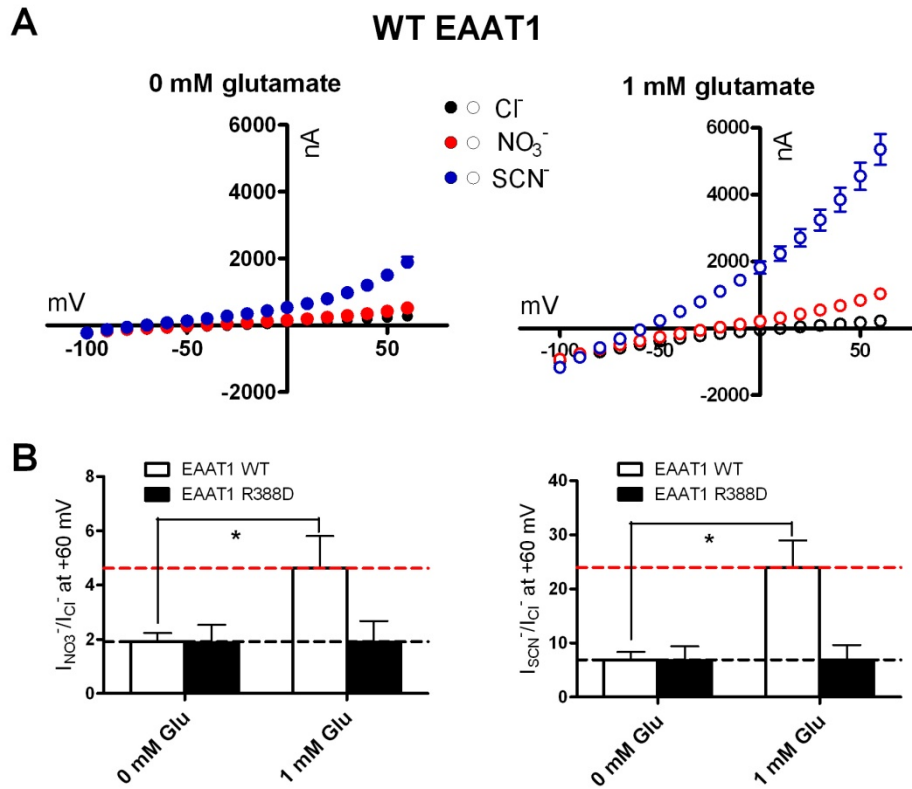 A
WT EAAT1
0 mM glutamate
1 mM glutamate
Cl⁻
NO₃⁻
SCN⁻
6000
4000
2000
-2000
nA
mV
-100
-50
50
6000
4000
2000
-2000
nA
mV
-100
-50
50
B
EAAT1 WT
EAAT1 R388D
*
I_NO₃⁻/I_Cl⁻ at +60 mV
8
6
4
2
0
0 mM Glu
1 mM Glu
EAAT1 WT
EAAT1 R388D
*
I_SCN⁻/I_Cl⁻ at +60 mV
40
30
20
10
0
0 mM Glu
1 mM Glu